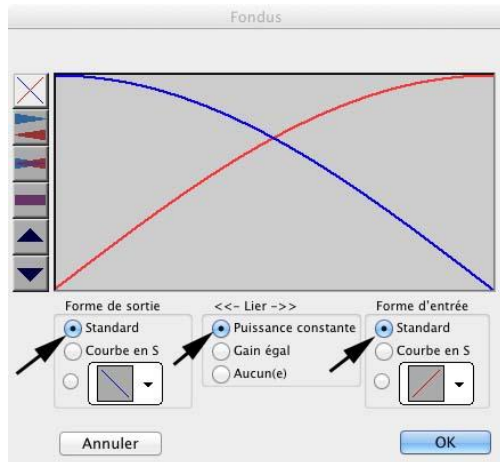 Fondus
Forme de sortie
Standard
Courbe en S
<<- Lier ->>
Puissance constante
Gain égal
Aucun(e)
Forme d'entrée
Standard
Courbe en S
Annuler
OK